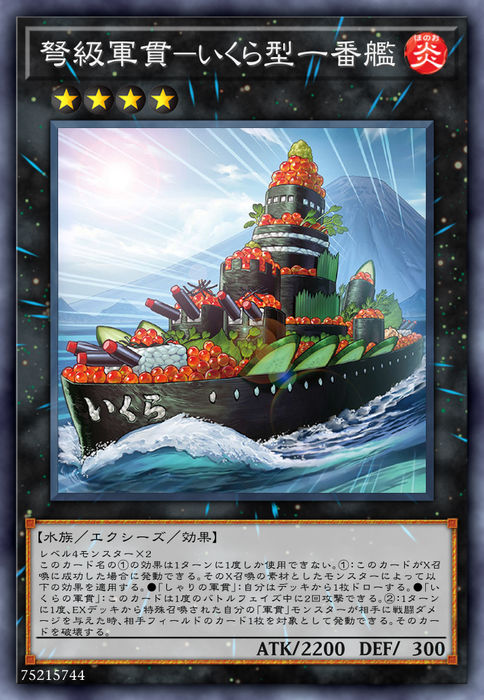 弩級軍貫－いくら型一番艦
ほのお
炎
いくら
【水族／エクシーズ／効果】
レベル4モンスター×2
このカード名の①の効果は1ターンに1度しか使用できない。①：このカードがX召
喚に成功した場合に発動できる。そのX召喚の素材としたモンスターによって以
下の効果を適用する。●「しゃりの軍貫」：自分はデッキから1枚ドローする。●「い
くらの軍貫」：このカードは1度のバトルフェイズ中に2回攻撃できる。②：1ターン
に1度、EXデッキから特殊召喚された自分の「軍貫」モンスターが相手に戦闘ダメ
ージを与えた時、相手フィールドのカード1枚を対象として発動できる。そのカー
ドを破壊する。
ATK/2200 DEF/ 300
75215744